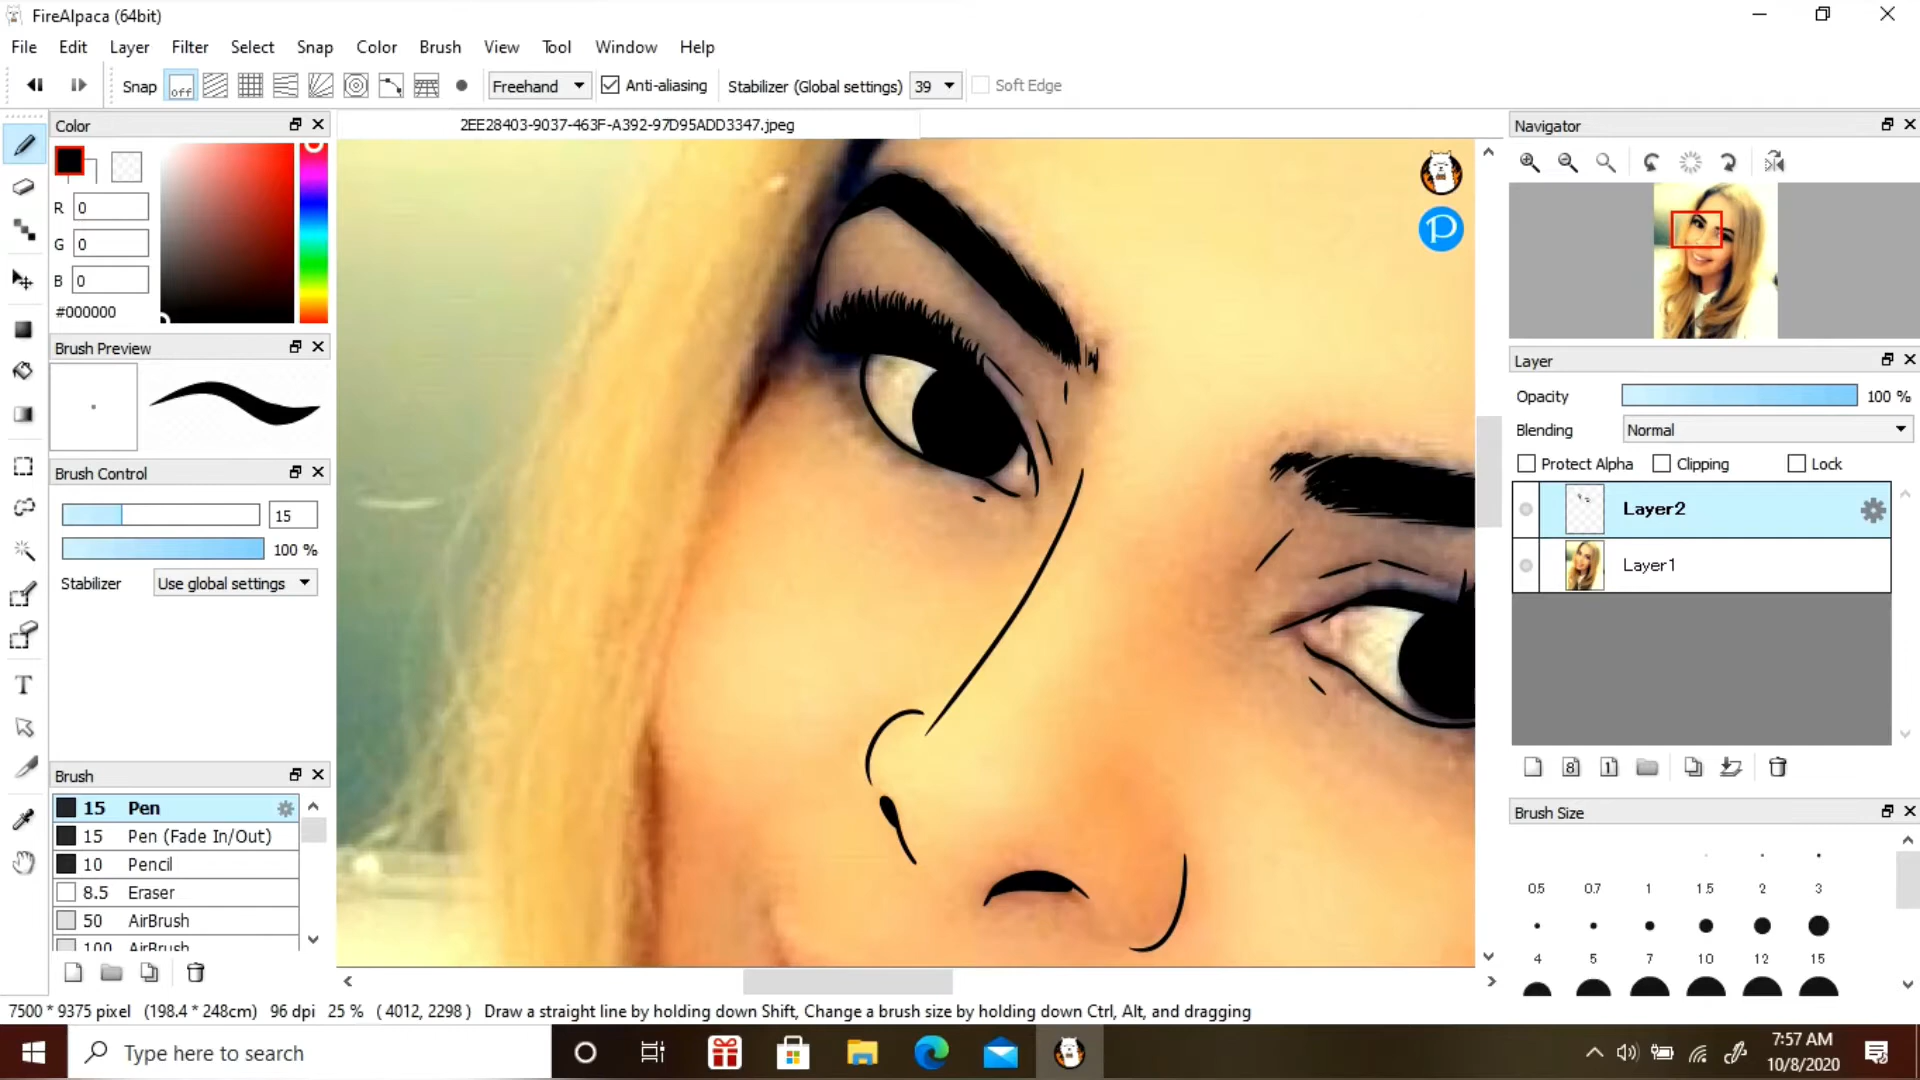 FireAlpaca (64bit)
File Edit Layer Filter Select Snap Color Brush View Tool Window Help
Snap off Freehand Anti-aliasing Stabilizer (Global settings) 39 Soft Edge
Color
2EE28403-9037-463F-A392-97D95ADD3347.jpeg
Navigator
R 0
G 0
B 0
#000000
Brush Preview
Layer
Opacity 100 %
Blending Normal
Protect Alpha Clipping Lock
Brush Control
15
100 %
Stabilizer Use global settings
Layer2
Layer1
8 1
T
P
Brush
15 Pen
15 Pen (Fade In/Out)
10 Pencil
8.5 Eraser
50 AirBrush
100 AirBrush
Brush Size
0.5 0.7 1 1.5 2 3
4 5 7 10 12 15
7500 * 9375 pixel (198.4 * 248cm) 96 dpi 25 % ( 4012, 2298 ) Draw a straight line by holding down Shift, Change a brush size by holding down Ctrl, Alt, and dragging
Type here to search
7:57 AM
10/8/2020